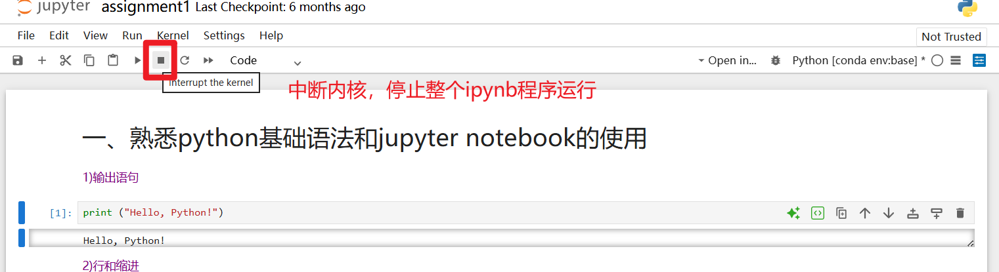 jupyter assignment1 Last Checkpoint: 6 months ago
File Edit View Run Kernel Settings Help
Not Trusted
Code
Open in... Python [conda env:base] *
Interrupt the kernel
中断内核，停止整个ipynb程序运行
一、熟悉python基础语法和jupyter notebook的使用
1)输出语句
[1]: print ("Hello, Python!")
Hello, Python!
2)行和缩进